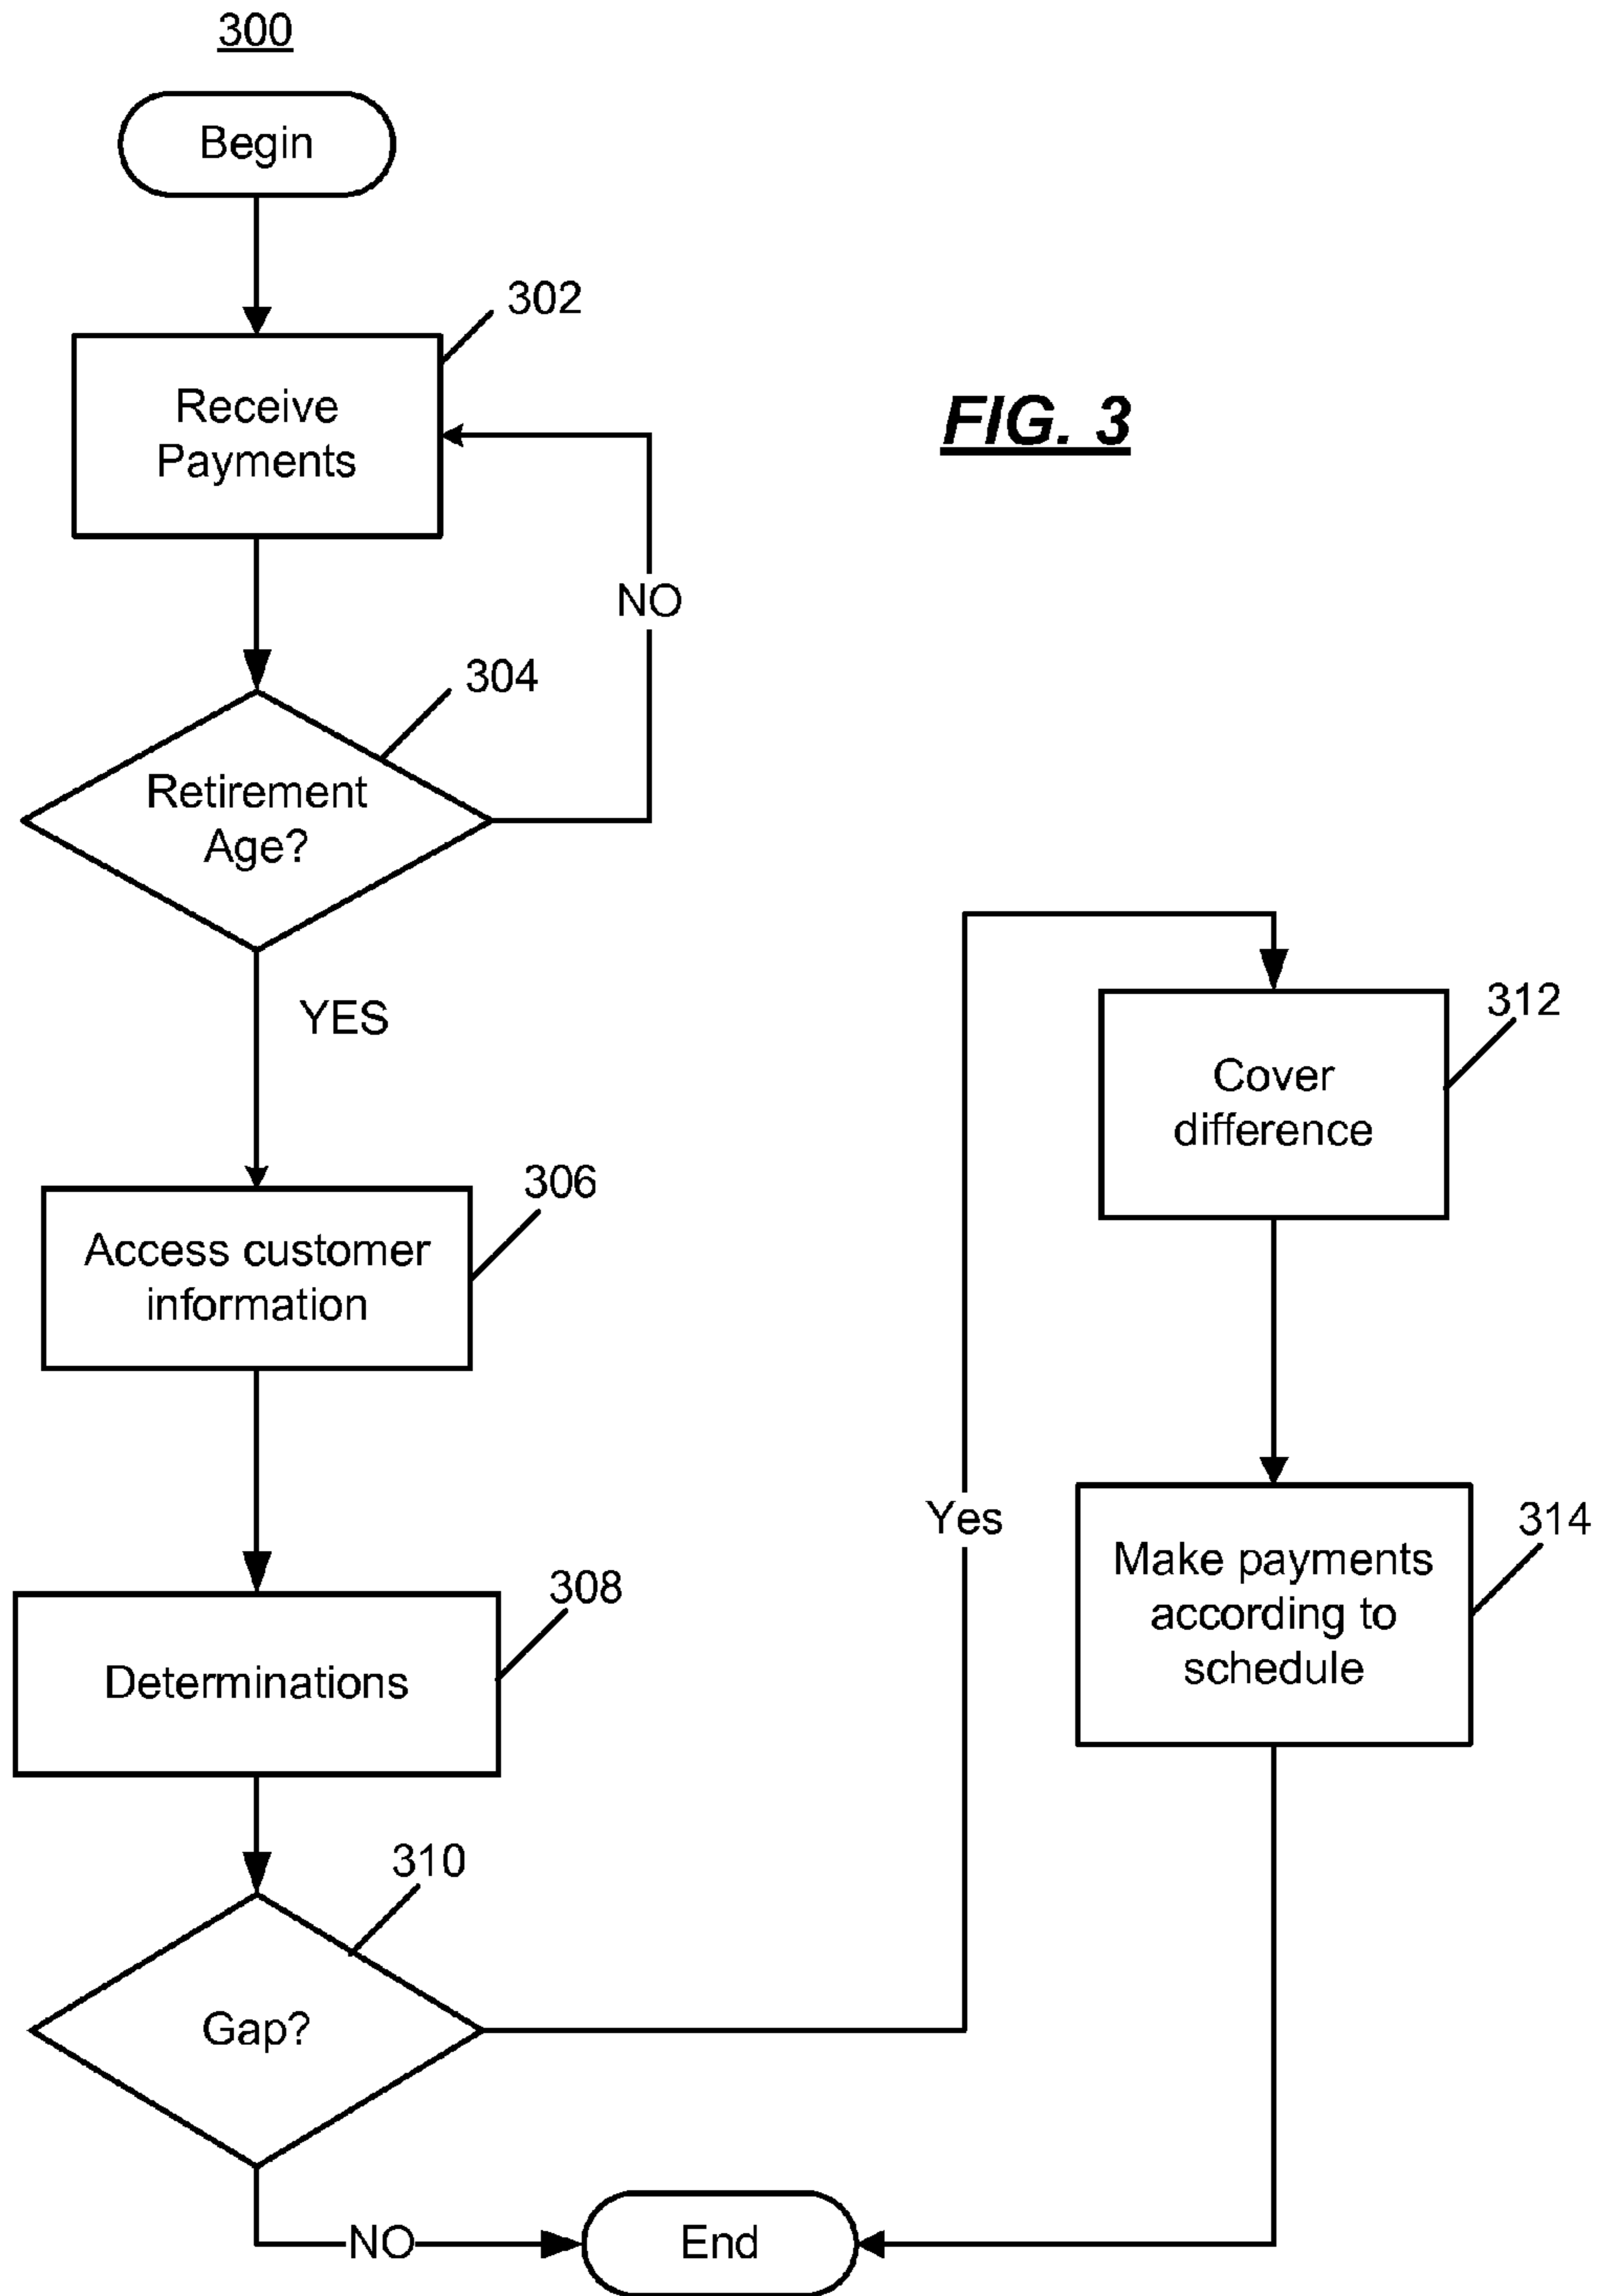 300
Begin
302
Receive
Payments
FIG. 3
NO
304
Retirement
Age?
YES
306
Access customer
information
308
Determinations
310
Gap?
NO
Yes
312
Cover
difference
314
Make payments
according to
schedule
End